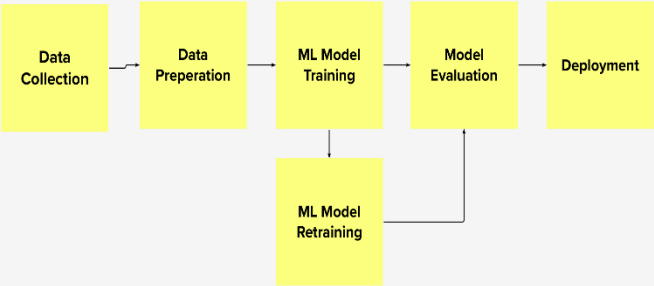 Data
Collection
Data
Preperation
ML Model
Training
Model
Evaluation
Deployment
ML Model
Retraining